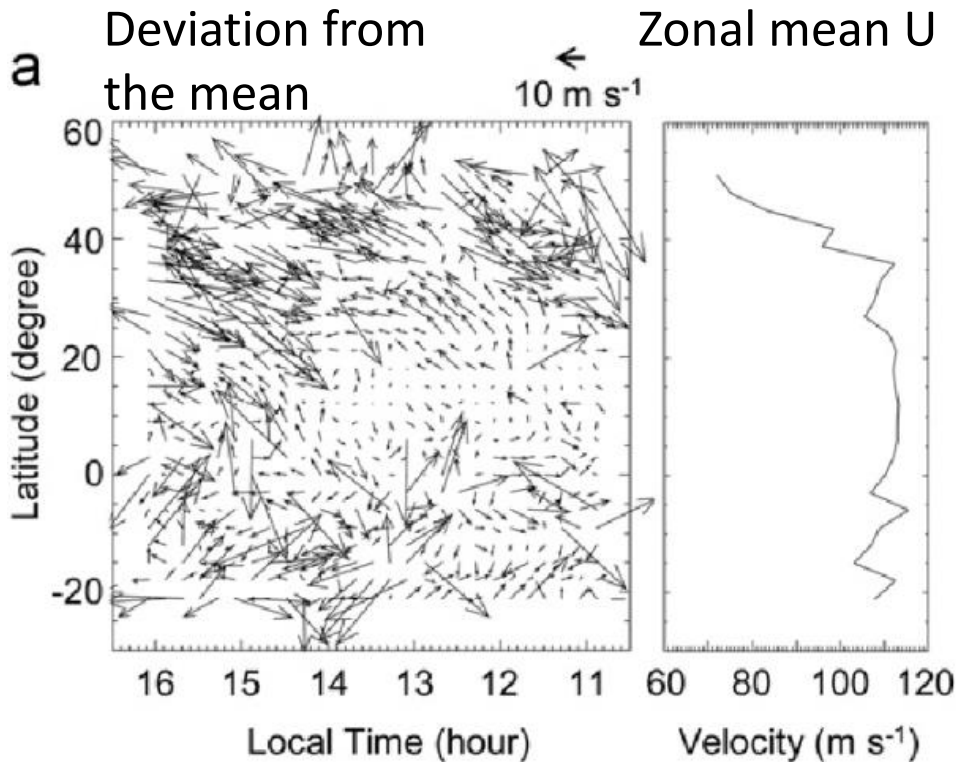 Deviation from
the mean
Zonal mean U
a
10 m s⁻¹
60
40
20
0
-20
Latitude (degree)
16 15 14 13 12 11
Local Time (hour)
60 80 100 120
Velocity (m s⁻¹)